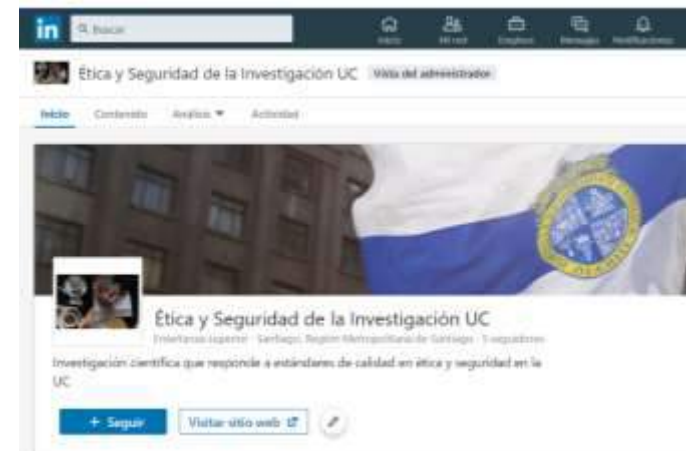 in Buscar
Inicio Mi red Empleos Mensajes Notificaciones
Ética y Seguridad de la Investigación UC Vista del administrador
Inicio Contenido Análisis Actividad
Ética y Seguridad de la Investigación UC
Enseñanza superior · Santiago, Región Metropolitana de Santiago · 5 seguidores
Investigación científica que responde a estándares de calidad en ética y seguridad en la
UC
+ Seguir Visitar sitio web